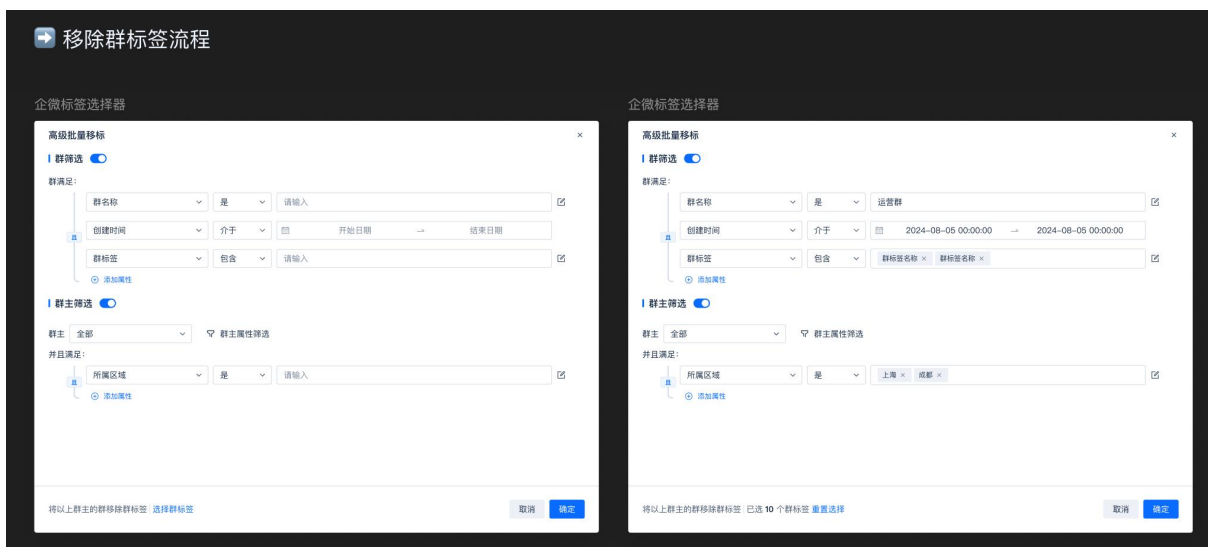 ➡️ 移除群标签流程
企微标签选择器
高级批量移标 ×
群筛选
群满足：
群名称 是 请输入
且
创建时间 介于 开始日期 → 结束日期
群标签 包含 请输入
添加属性
群主筛选
群主 全部 群主属性筛选
并且满足：
且
所属区域 是 请输入
添加属性
将以上群主的群移除群标签 选择群标签 取消 确定
企微标签选择器
高级批量移标 ×
群筛选
群满足：
群名称 是 运营群
且
创建时间 介于 2024-08-05 00:00:00 → 2024-08-05 00:00:00
群标签 包含 群标签名称 × 群标签名称 ×
添加属性
群主筛选
群主 全部 群主属性筛选
并且满足：
且
所属区域 是 上海 × 成都 ×
添加属性
将以上群主的群移除群标签 已选 10 个群标签 重置选择 取消 确定